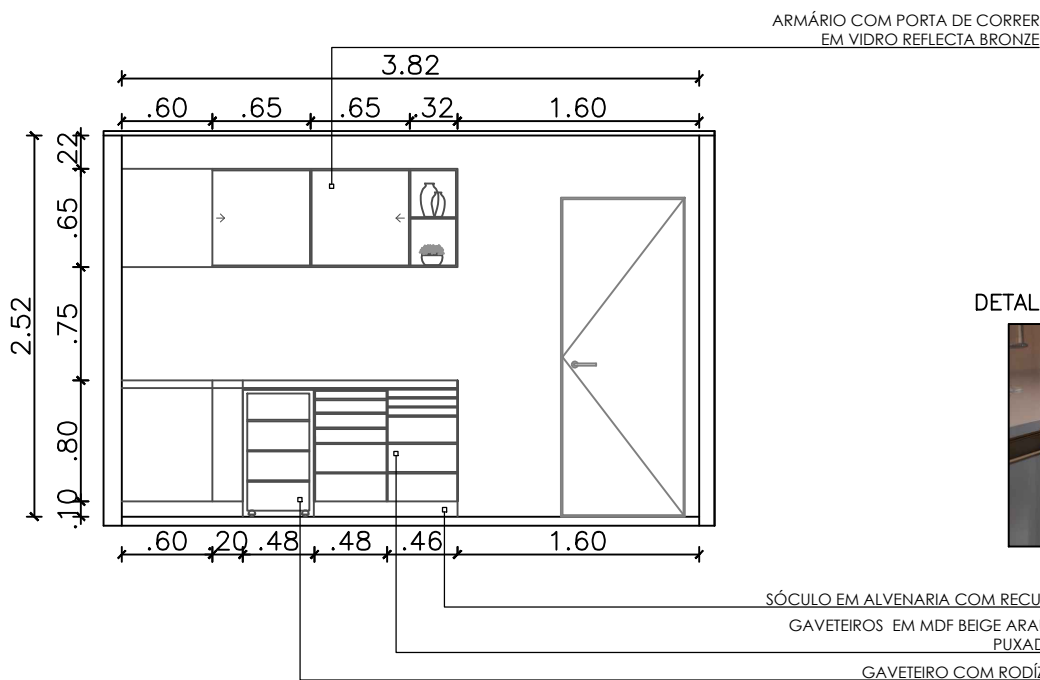 ARMÁRIO COM PORTA DE CORRER
EM VIDRO REFLECTA BRONZE
3.82
.60 .65 .65 .32 1.60
.22
.65
.75
.80
.10
2.52
.60 .20 .48 .48 .46 1.60
DETAL
SÓCULO EM ALVENARIA COM RECU
GAVETEIROS EM MDF BEIGE ARA
PUXAD
GAVETEIRO COM RODÍZ